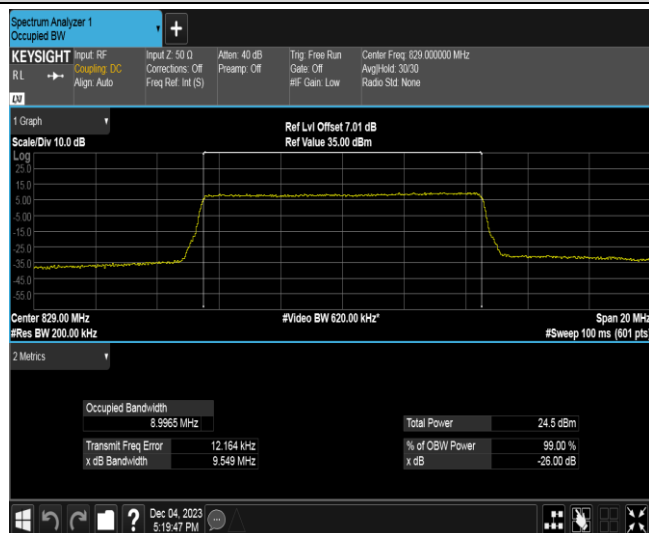 Spectrum Analyzer 1
Occupied BW
+
KEYSIGHT Input: RF Input Z: 50 Ω Atten: 40 dB Trig: Free Run Center Freq: 829.000000 MHz
RL Coupling: DC Corrections: Off Preamp: Off Gate: Off Avg|Hold: 30/30
Align: Auto Freq Ref: Int (S) #IF Gain: Low Radio Std: None
LXI
1 Graph
Ref Lvl Offset 7.01 dB
Scale/Div 10.0 dB Ref Value 35.00 dBm
Log
25.0
15.0
5.00
-5.00
-15.0
-25.0
-35.0
-45.0
-55.0
Center 829.00 MHz #Video BW 620.00 kHz* Span 20 MHz
#Res BW 200.00 kHz #Sweep 100 ms (601 pts)
2 Metrics
Occupied Bandwidth
8.9965 MHz Total Power 24.5 dBm
Transmit Freq Error 12.164 kHz % of OBW Power 99.00 %
x dB Bandwidth 9.549 MHz x dB -26.00 dB
? Dec 04, 2023
5:19:47 PM